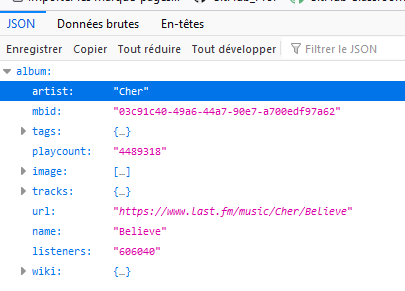 JSON Données brutes En-têtes
Enregistrer Copier Tout réduire Tout développer Filtrer le JSON
album:
artist: "Cher"
mbid: "03c91c40-49a6-44a7-90e7-a700edf97a62"
tags: {…}
playcount: "4489318"
image: […]
tracks: {…}
url: "https://www.last.fm/music/Cher/Believe"
name: "Believe"
listeners: "606040"
wiki: {…}